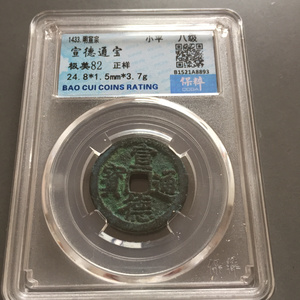 1433.明宣宗
小平 八级
宣德通宝
极美82 正样
24.8*1.5mm*3.7g
B1521A8893
保粹
BAO CUI COINS RATING
宣
德
通
寳